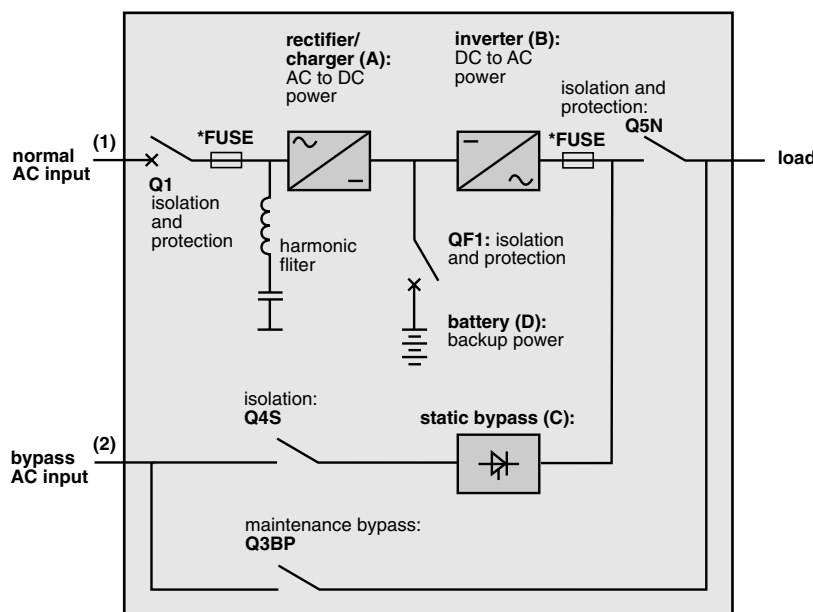 rectifier/
charger (A):
AC to DC
power
inverter (B):
DC to AC
power
isolation and
protection:
Q5N
(1)
normal
AC input
*FUSE
*FUSE
load
Q1
isolation
and
protection
harmonic
fliter
QF1: isolation
and protection
battery (D):
backup power
isolation:
Q4S
static bypass (C):
(2)
bypass
AC input
maintenance bypass:
Q3BP